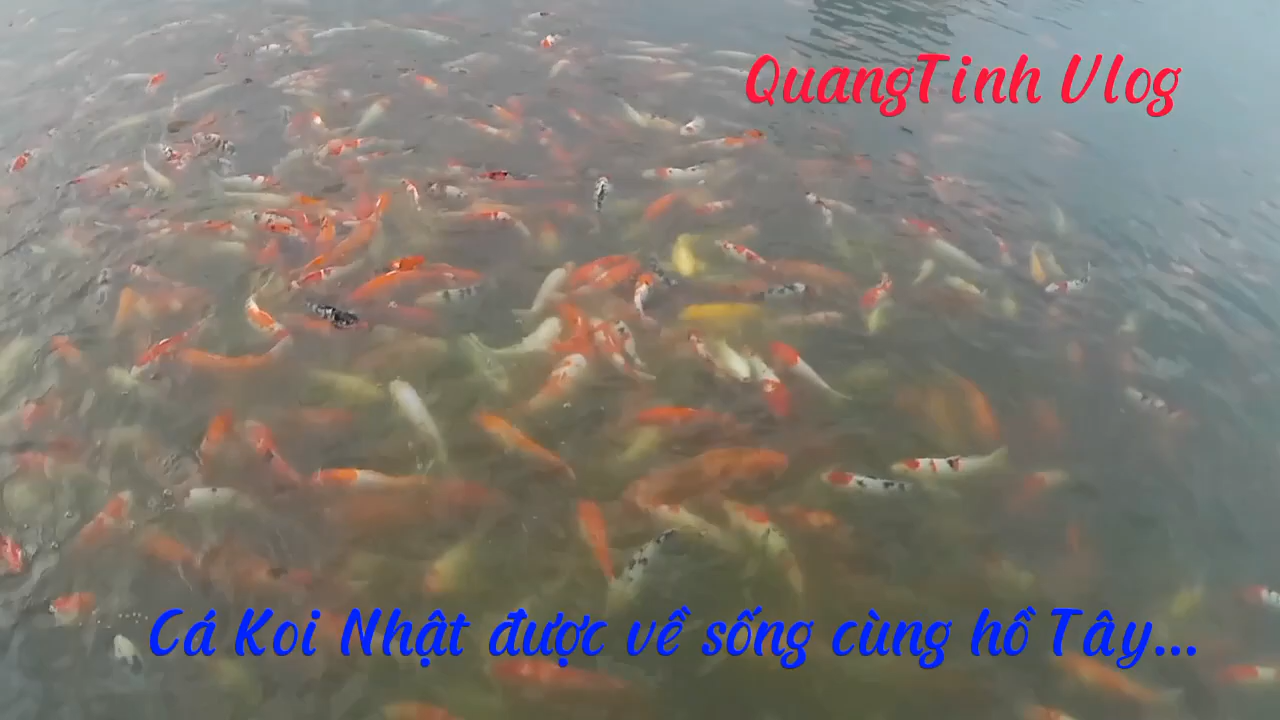 QuangTinh Vlog
Cá Koi Nhật được về sống cùng hồ Tây...